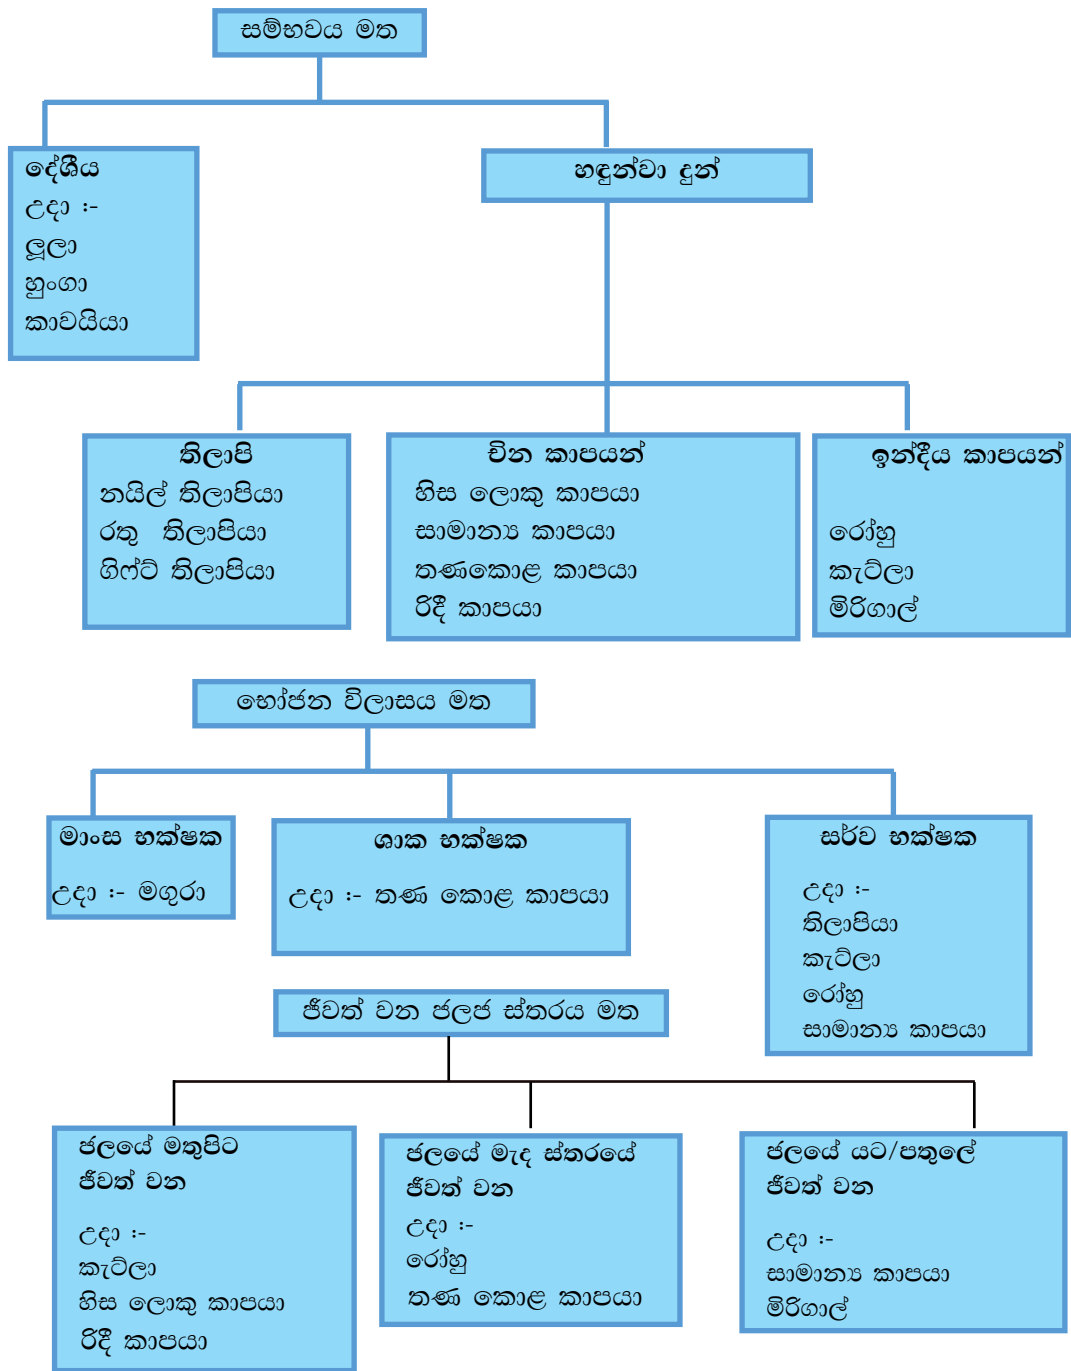 සම්භවය මත
දේශීය
උදා :-
ලූලා
හුංගා
කාවයියා
හඳුන්වා දුන්
තිලාපි
නයිල් තිලාපියා
රතු තිලාපියා
ගිෆ්ට් තිලාපියා
චීන කාපයන්
හිස ලොකු කාපයා
සාමාන්‍ය කාපයා
තණකොළ කාපයා
රිදී කාපයා
ඉන්දීය කාපයන්
රෝහු
කැට්ලා
මිරිගාල්
භෝජන විලාසය මත
මාංස භක්ෂක
උදා :- මගුරා
ශාක භක්ෂක
උදා :- තණ කොළ කාපයා
සර්ව භක්ෂක
උදා :-
තිලාපියා
කැට්ලා
රෝහු
සාමාන්‍ය කාපයා
ජීවත් වන ජලජ ස්තරය මත
ජලයේ මතුපිට
ජීවත් වන
උදා :-
කැට්ලා
හිස ලොකු කාපයා
රිදී කාපයා
ජලයේ මැද ස්තරයේ
ජීවත් වන
උදා :-
රෝහු
තණ කොළ කාපයා
ජලයේ යට/පතුලේ
ජීවත් වන
උදා :-
සාමාන්‍ය කාපයා
මිරිගාල්